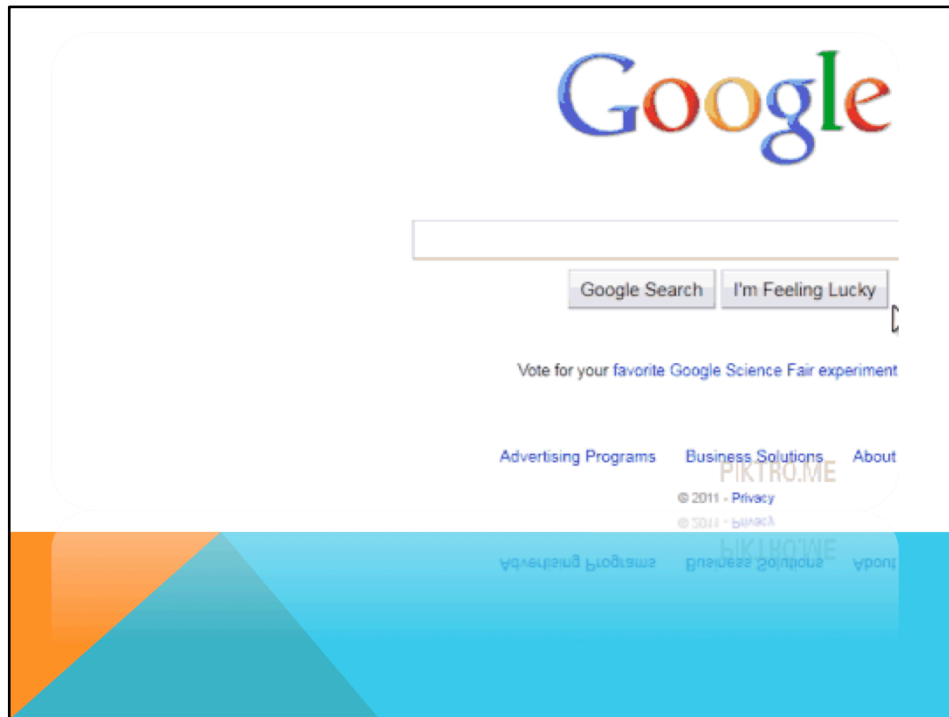 Google
Google Search I'm Feeling Lucky
Vote for your favorite Google Science Fair experiment
Advertising Programs Business Solutions About
PIKTRO.ME
© 2011 - Privacy